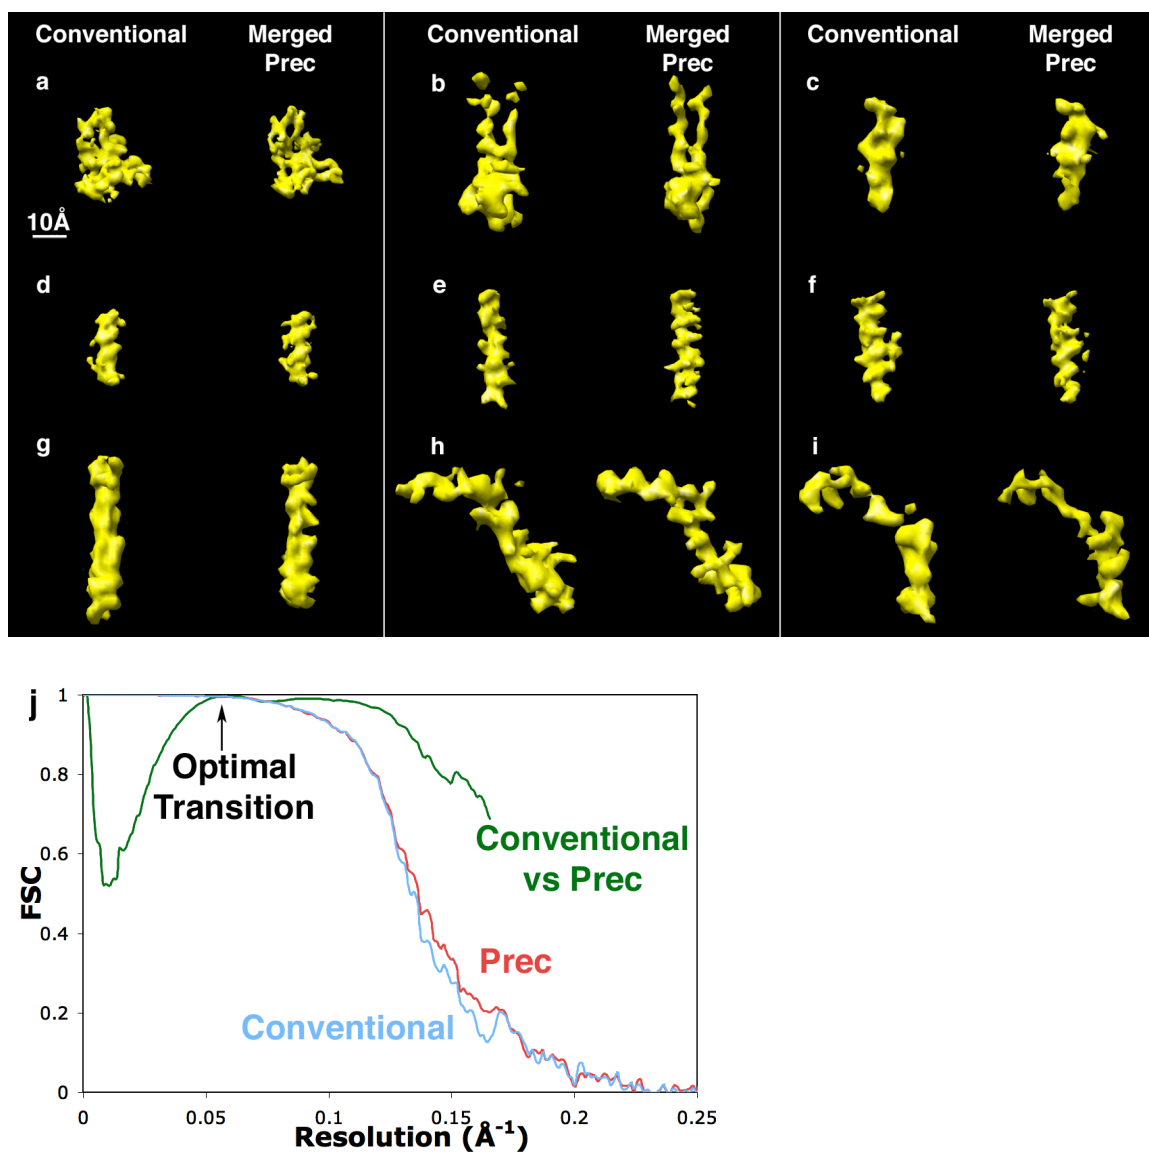 Conventional Merged Prec
Conventional Merged Prec
Conventional Merged Prec
a
b
c
10Å
d
e
f
g
h
i
j
1
0.8
0.6
0.4
0.2
0
FSC
Optimal
Transition
Conventional
vs Prec
Prec
Conventional
0
0.05
0.1
0.15
0.2
0.25
Resolution (Å-1)